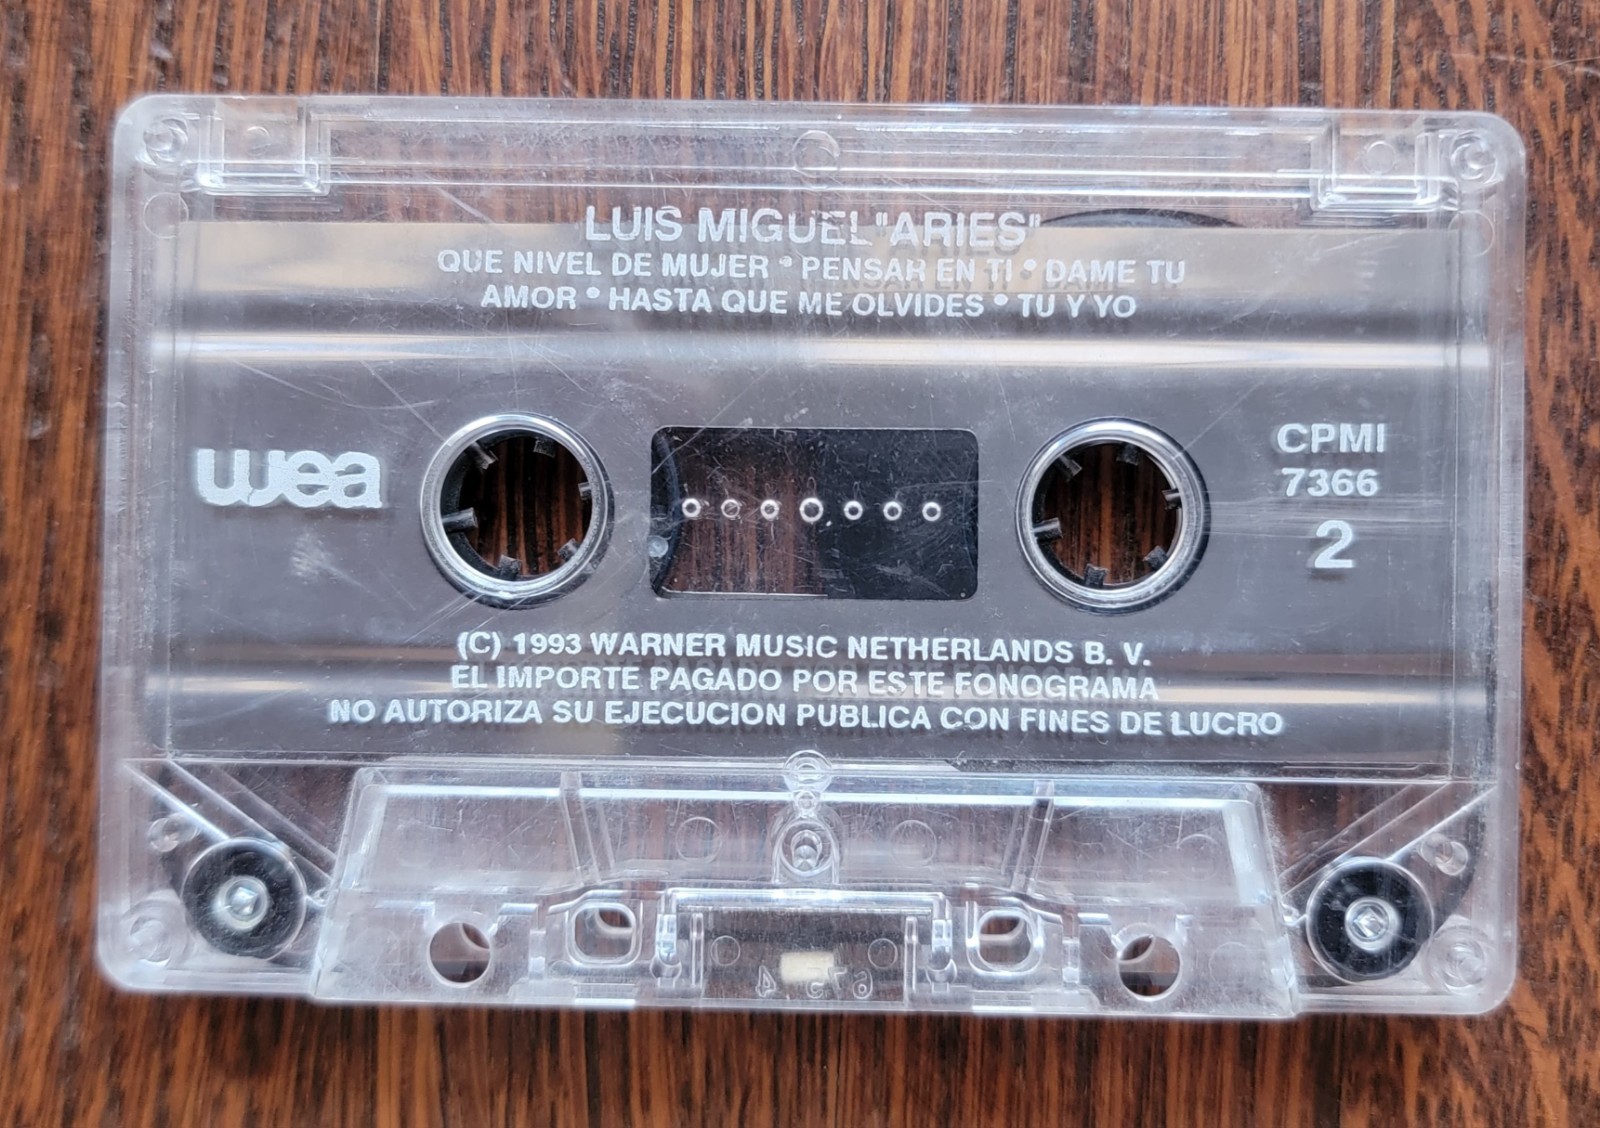 LUIS MIGUEL "ARIES"
QUE NIVEL DE MUJER • PENSAR EN TI • DAME TU
AMOR • HASTA QUE ME OLVIDES • TU Y YO
wea
CPMI
7366
2
(C) 1993 WARNER MUSIC NETHERLANDS B. V.
EL IMPORTE PAGADO POR ESTE FONOGRAMA
NO AUTORIZA SU EJECUCION PUBLICA CON FINES DE LUCRO